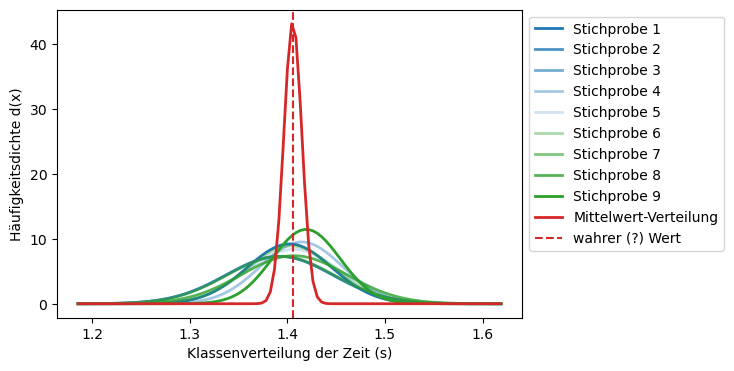 Häufigkeitsdichte d(x)
40
30
20
10
0
1.2
1.3
1.4
1.5
1.6
Klassenverteilung der Zeit (s)
Stichprobe 1
Stichprobe 2
Stichprobe 3
Stichprobe 4
Stichprobe 5
Stichprobe 6
Stichprobe 7
Stichprobe 8
Stichprobe 9
Mittelwert-Verteilung
wahrer (?) Wert